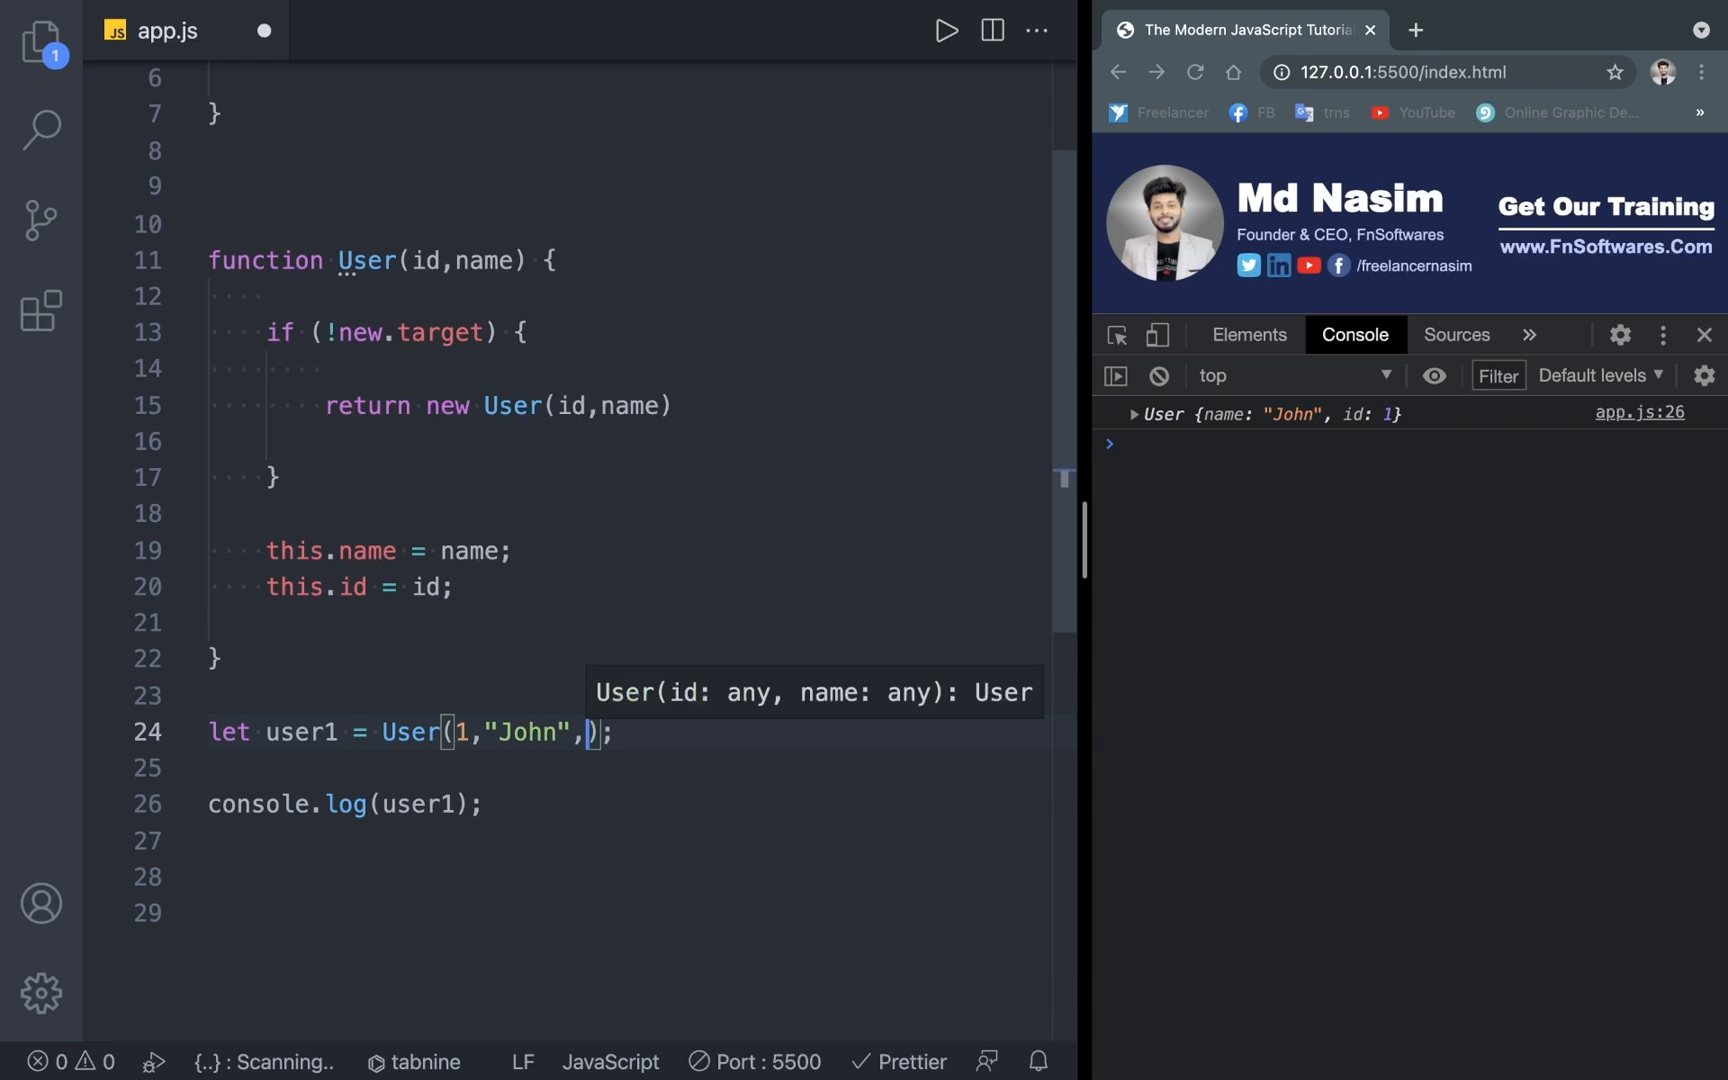 1
JS app.js
6
7 }
8
9
10
11 function User(id,name) {
12
13 if (!new.target) {
14
15 return new User(id,name)
16
17 }
18
19 this.name = name;
20 this.id = id;
21
22 }
23
User(id: any, name: any): User
24 let user1 = User(1,"John",);
25
26 console.log(user1);
27
28
29
0 0 {..} : Scanning.. tabnine LF JavaScript Port : 5500 Prettier
The Modern JavaScript Tutoria
127.0.0.1:5500/index.html
Freelancer FB trns YouTube Online Graphic De... »
Md Nasim
Founder & CEO, FnSoftwares
/freelancernasim
Get Our Training
www.FnSoftwares.Com
Elements Console Sources »
top Filter Default levels
User {name: "John", id: 1} app.js:26
>